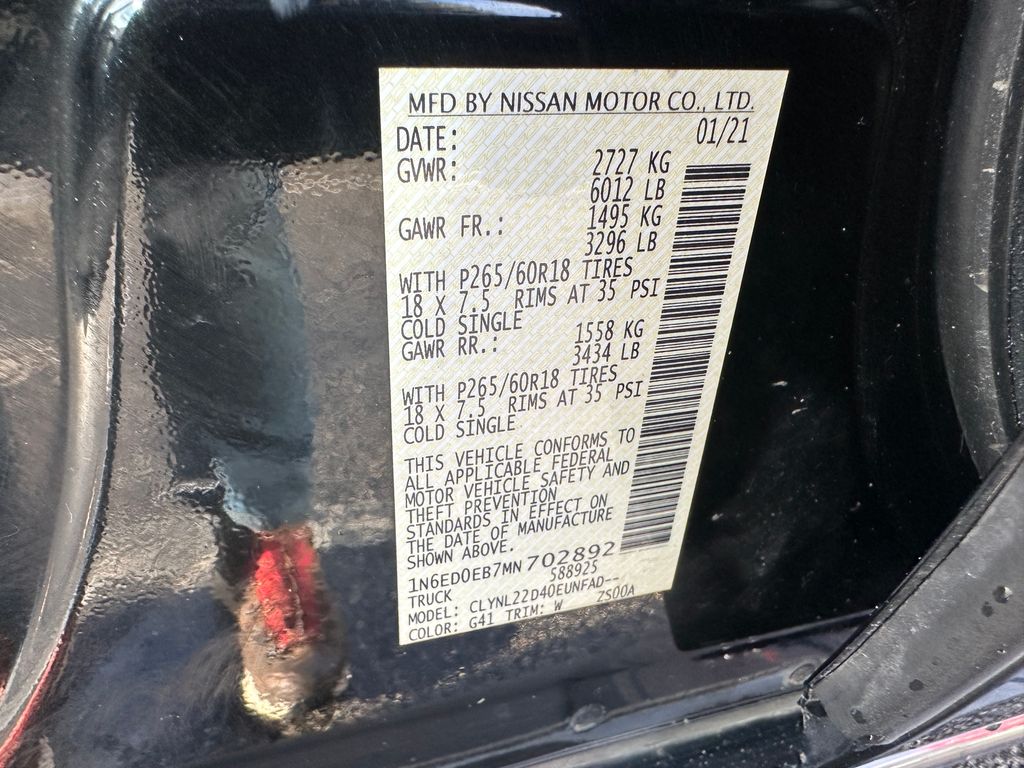 MFD BY NISSAN MOTOR CO., LTD.
DATE: 01/21
GVWR: 2727 KG
6012 LB
GAWR FR.: 1495 KG
3296 LB
WITH P265/60R18 TIRES
18 X 7.5 RIMS AT 35 PSI
COLD SINGLE
GAWR RR.: 1558 KG
3434 LB
WITH P265/60R18 TIRES
18 X 7.5 RIMS AT 35 PSI
COLD SINGLE
THIS VEHICLE CONFORMS TO
ALL APPLICABLE FEDERAL
MOTOR VEHICLE SAFETY AND
THEFT PREVENTION
STANDARDS IN EFFECT ON
THE DATE OF MANUFACTURE
SHOWN ABOVE.
1N6ED0EB7MN 702892
TRUCK 588925
MODEL: CLYNL22D40EUNFAD--
COLOR: G41 TRIM: W ZS00A